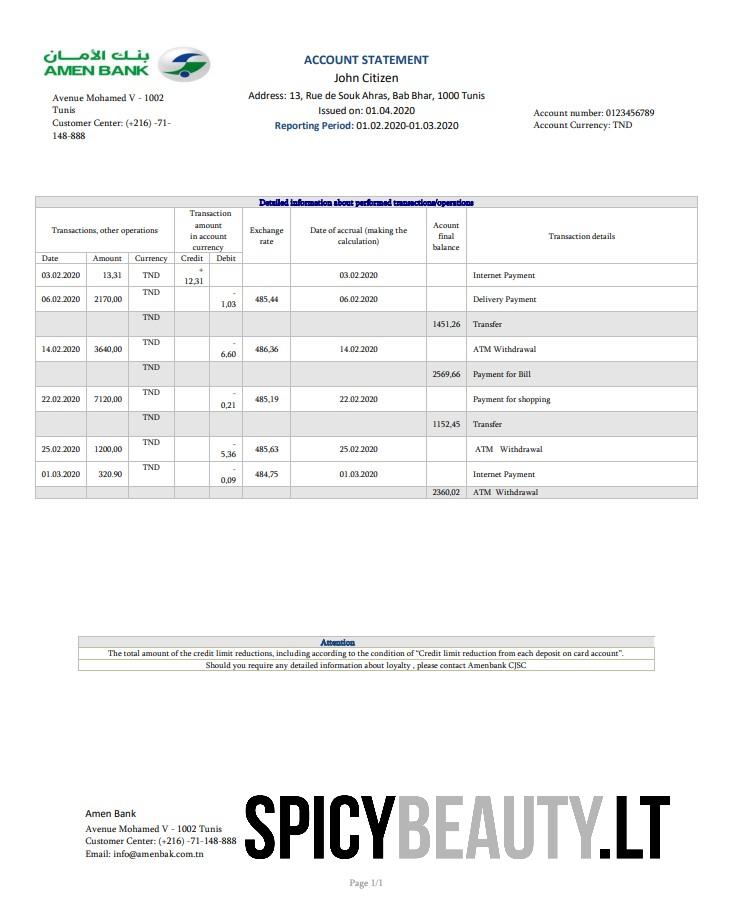 بنك الأمان
AMEN BANK
Avenue Mohamed V - 1002
Tunis
Customer Center: (+216) -71-
148-888
ACCOUNT STATEMENT
John Citizen
Address: 13, Rue de Souk Ahras, Bab Bhar, 1000 Tunis
Issued on: 01.04.2020
Reporting Period: 01.02.2020-01.03.2020
Account number: 0123456789
Account Currency: TND
Detailed information about performed transactions/operations
Transactions, other operations
Transaction
amount
in account
currency
Exchange
rate
Date of accrual (making the
calculation)
Acount
final
balance
Transaction details
Date Amount Currency Credit Debit
03.02.2020 13,31 TND + 12,31 03.02.2020 Internet Payment
06.02.2020 2170,00 TND - 1,03 485,44 06.02.2020 Delivery Payment
TND 1451,26 Transfer
14.02.2020 3640,00 TND - 6,60 486,36 14.02.2020 ATM Withdrawal
TND 2569,66 Payment for Bill
22.02.2020 7120,00 TND - 0,21 485,19 22.02.2020 Payment for shopping
TND 1152,45 Transfer
25.02.2020 1200,00 TND - 5,36 485,63 25.02.2020 ATM Withdrawal
01.03.2020 320.90 TND - 0,09 484,75 01.03.2020 Internet Payment
2360,02 ATM Withdrawal
Attention
The total amount of the credit limit reductions, including according to the condition of “Credit limit reduction from each deposit on card account”.
Should you require any detailed information about loyalty , please contact Amenbank CJSC
Amen Bank
Avenue Mohamed V - 1002 Tunis
Customer Center: (+216) -71-148-888
Email: info@amenbak.com.tn
SPICYBEAUTY.LT
Page 1/1